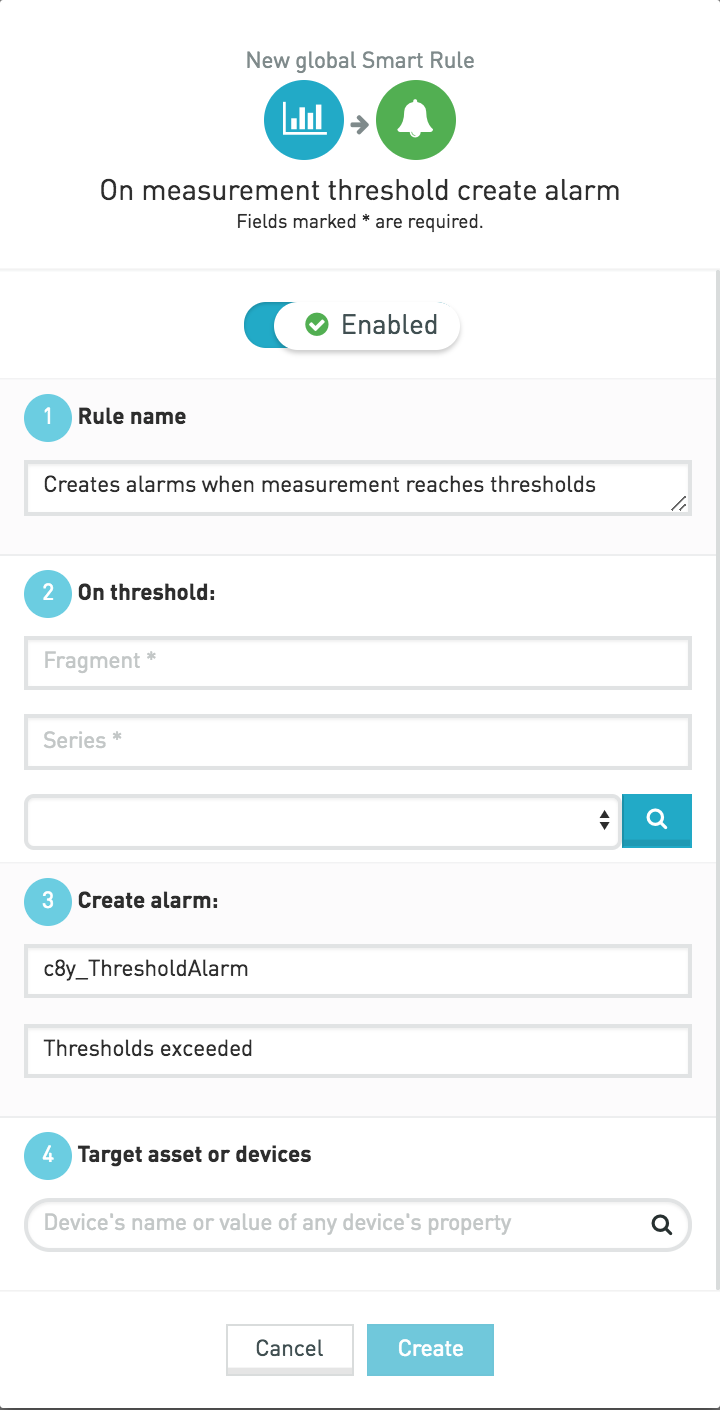 New global Smart Rule
On measurement threshold create alarm
Fields marked * are required.
Enabled
1 Rule name
Creates alarms when measurement reaches thresholds
2 On threshold:
Fragment *
Series *
3 Create alarm:
c8y_ThresholdAlarm
Thresholds exceeded
4 Target asset or devices
Device's name or value of any device's property
Cancel Create